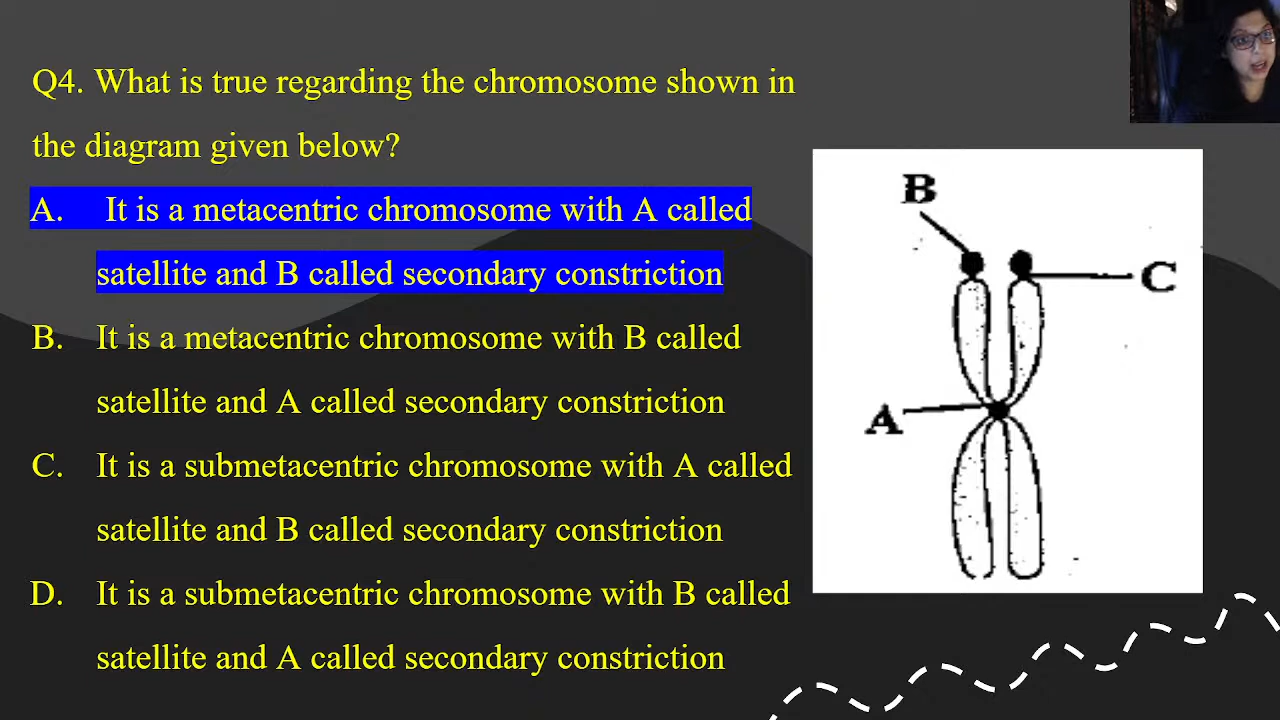 Q4. What is true regarding the chromosome shown in
the diagram given below?
A. It is a metacentric chromosome with A called
satellite and B called secondary constriction
B. It is a metacentric chromosome with B called
satellite and A called secondary constriction
C. It is a submetacentric chromosome with A called
satellite and B called secondary constriction
D. It is a submetacentric chromosome with B called
satellite and A called secondary constriction
B
C
A